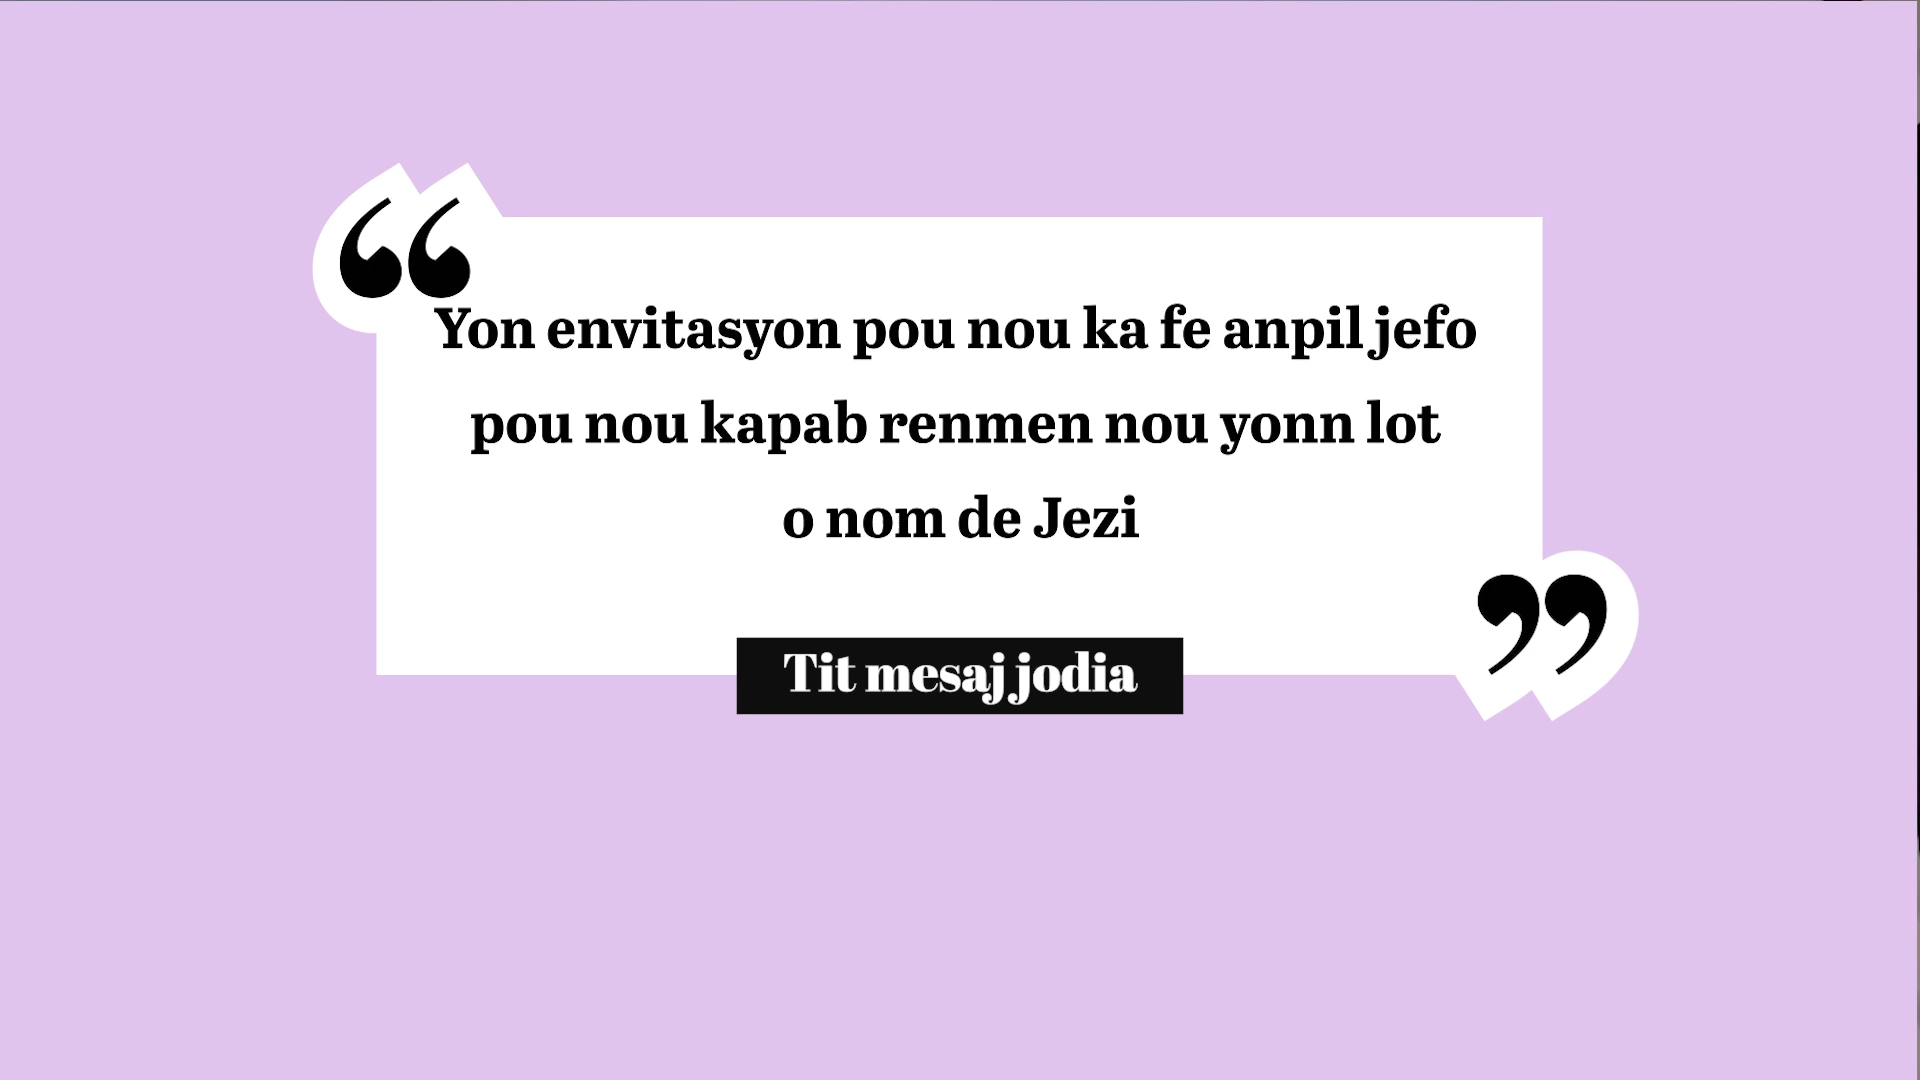 Yon envitasyon pou nou ka fe anpil jefo
pou nou kapab renmen nou yonn lot
o nom de Jezi
Tit mesaj jodia